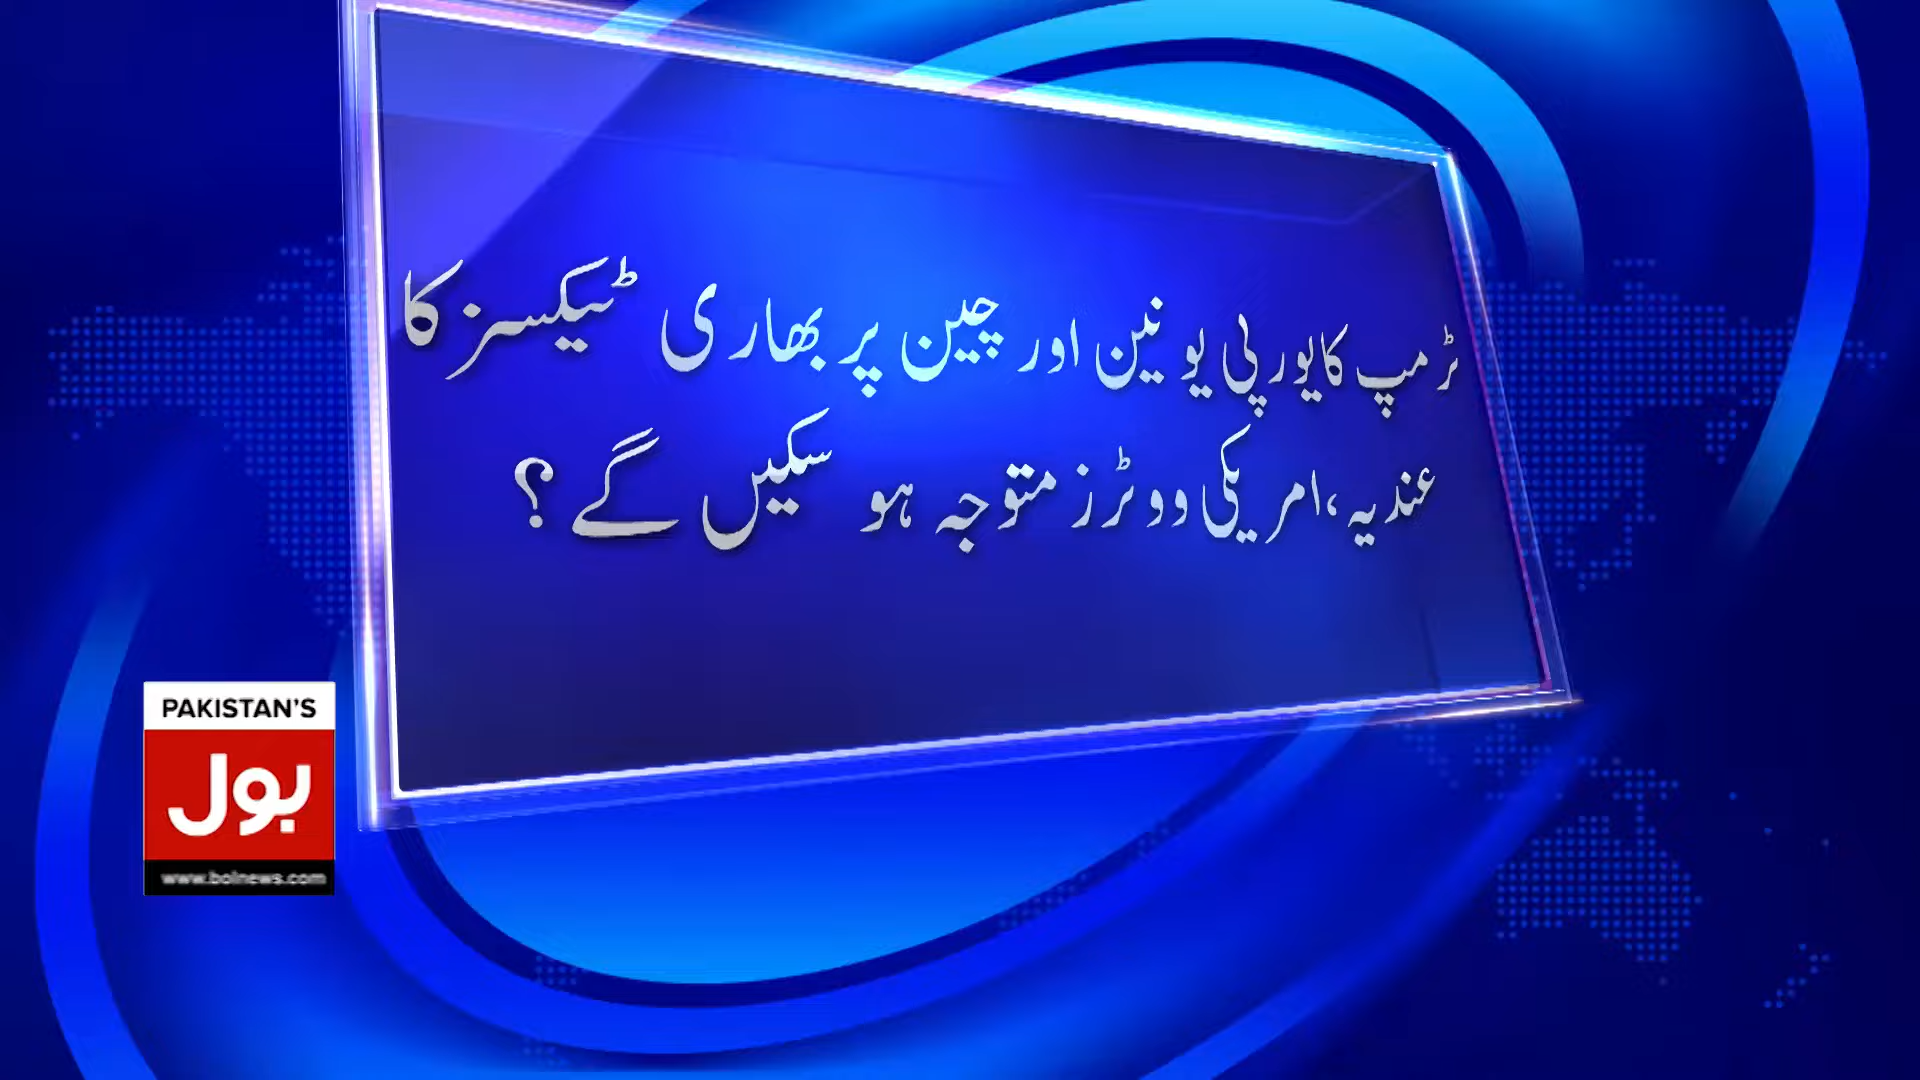 ٹرمپ کا یورپی یونین اور چین پر بھاری ٹیکسز کا
عندیہ، امریکی ووٹرز متوجہ ہو سکیں گے؟
PAKISTAN'S
بول
www.bolnews.com